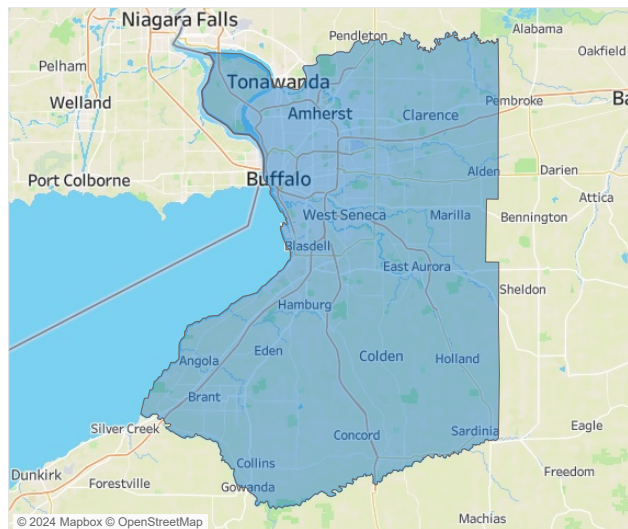 Niagara Falls
Pendleton
Alabama
Oakfield
Pelham
Tonawanda
Welland
Amherst
Clarence
Pembroke
Ba
Port Colborne
Buffalo
Alden
Darien
Attica
West Seneca
Marilla
Bennington
Blasdell
East Aurora
Sheldon
Hamburg
Angola
Eden
Colden
Holland
Brant
Silver Creek
Concord
Sardinia
Eagle
Dunkirk
Forestville
Collins
Gowanda
Freedom
Machias
© 2024 Mapbox © OpenStreetMap